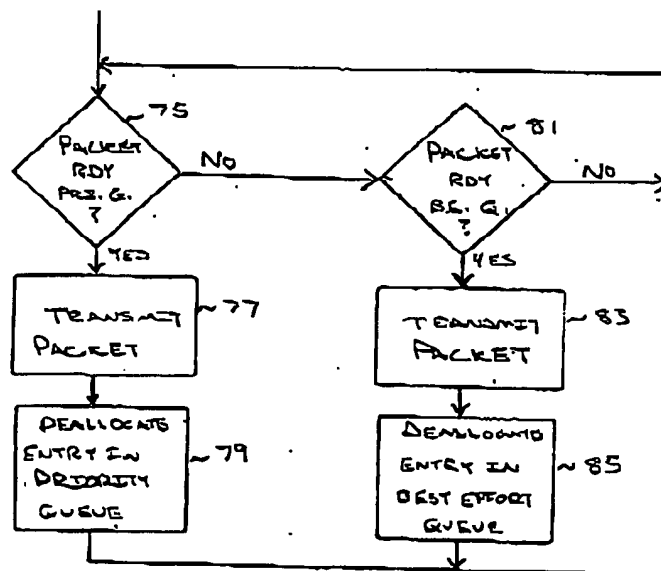 ~75
PACKET
RDY
PRI. Q.
?
NO
YES
~81
PACKET
RDY
B.E. Q.
?
NO
YES
TRANSMIT
PACKET
~77
TRANSMIT
PACKET
~83
DEALLOCATE
ENTRY IN
PRIORITY
QUEUE
~79
DEALLOCATE
ENTRY IN
BEST EFFORT
QUEUE
~85